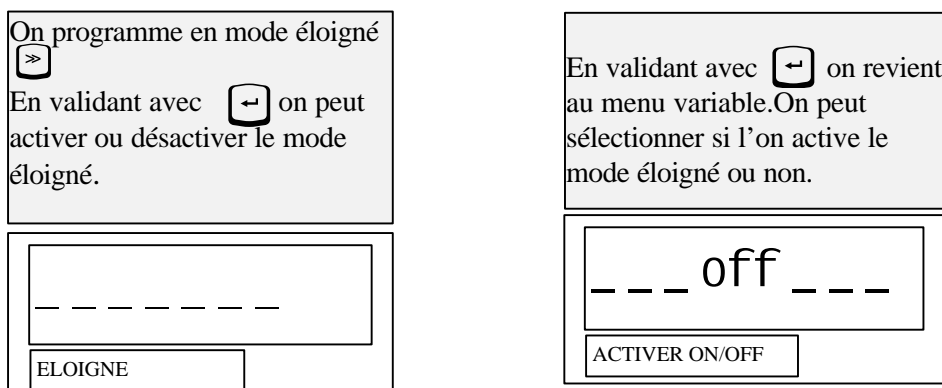 On programme en mode éloigné
≫
En validant avec ↵ on peut
activer ou désactiver le mode
éloigné.
_ _ _ _ _ _ _
ELOIGNE
En validant avec ↵ on revient
au menu variable.On peut
sélectionner si l’on active le
mode éloigné ou non.
_ _ _ Off _ _ _
ACTIVER ON/OFF